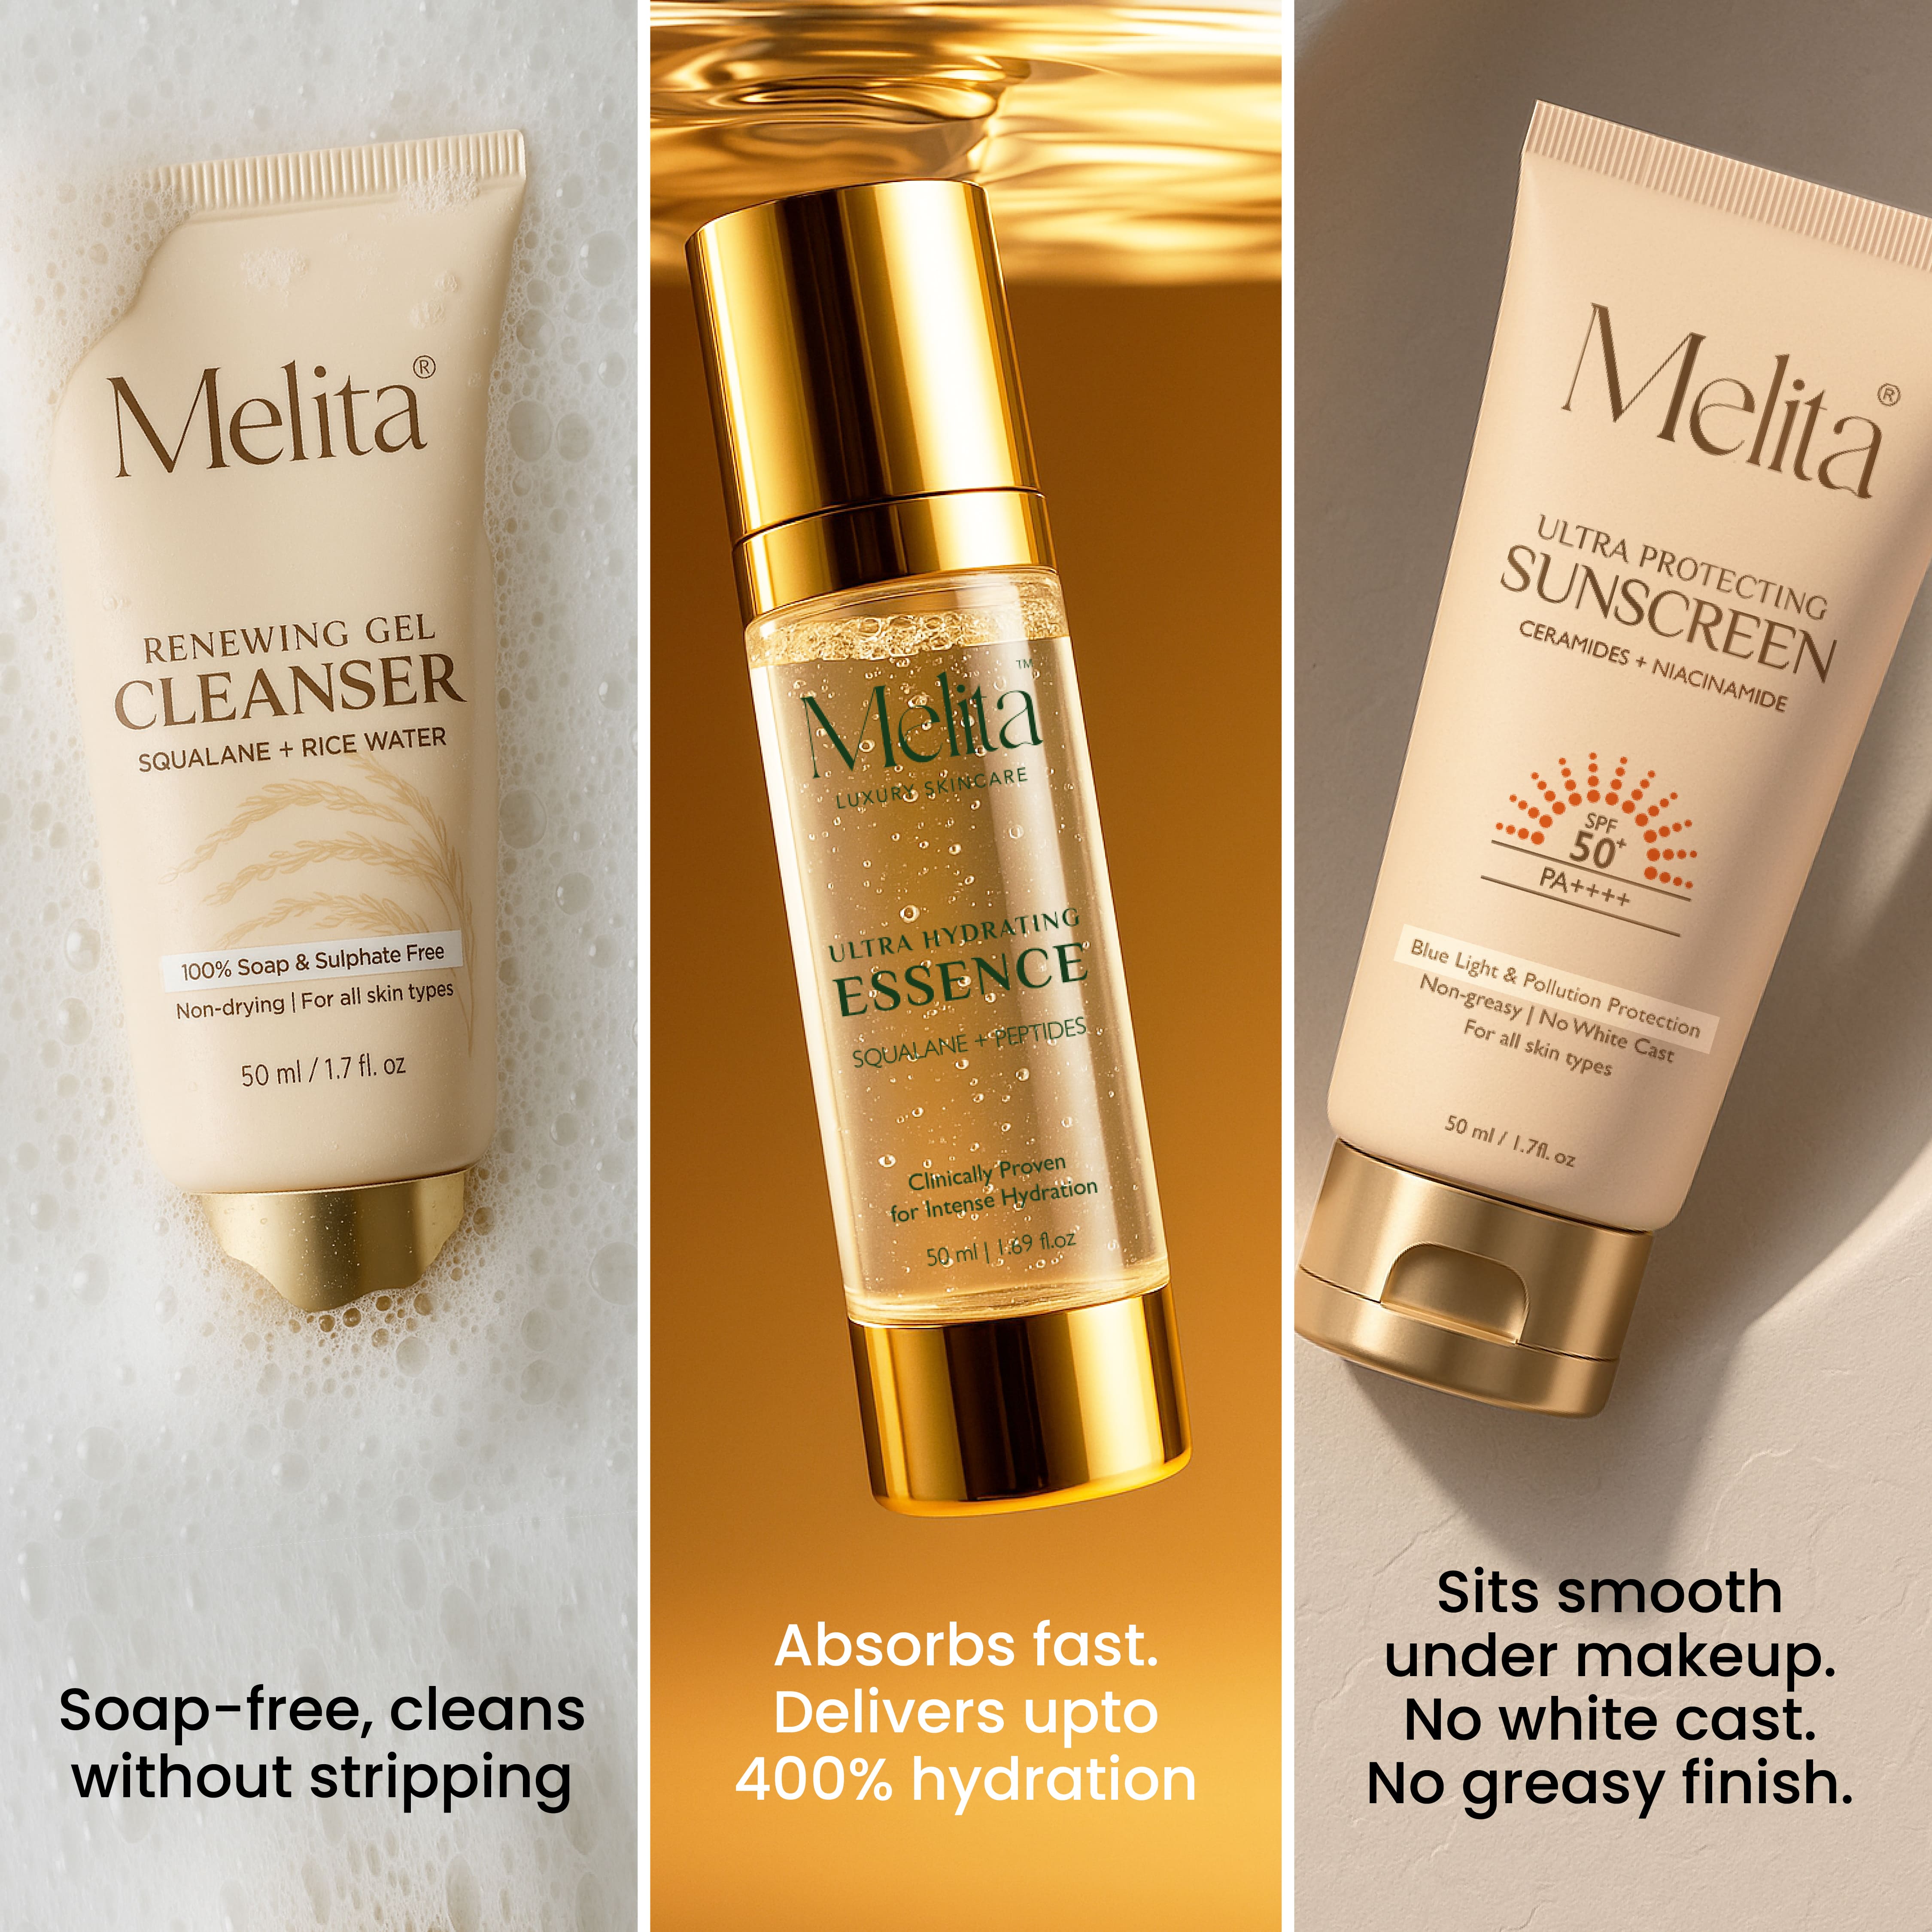 Melita®
RENEWING GEL
CLEANSER
SQUALANE + RICE WATER
100% Soap & Sulphate Free
Non-drying | For all skin types
50 ml / 1.7 fl. oz
Soap-free, cleans
without stripping
Melita™
LUXURY SKINCARE
ULTRA HYDRATING
ESSENCE
SQUALANE + PEPTIDES
Clinically Proven
for Intense Hydration
50 ml | 1.69 fl.oz
Absorbs fast.
Delivers upto
400% hydration
Melita®
ULTRA PROTECTING
SUNSCREEN
CERAMIDES + NIACINAMIDE
SPF
50+
PA++++
Blue Light & Pollution Protection
Non-greasy | No White Cast
For all skin types
50 ml / 1.7fl. oz
Sits smooth
under makeup.
No white cast.
No greasy finish.